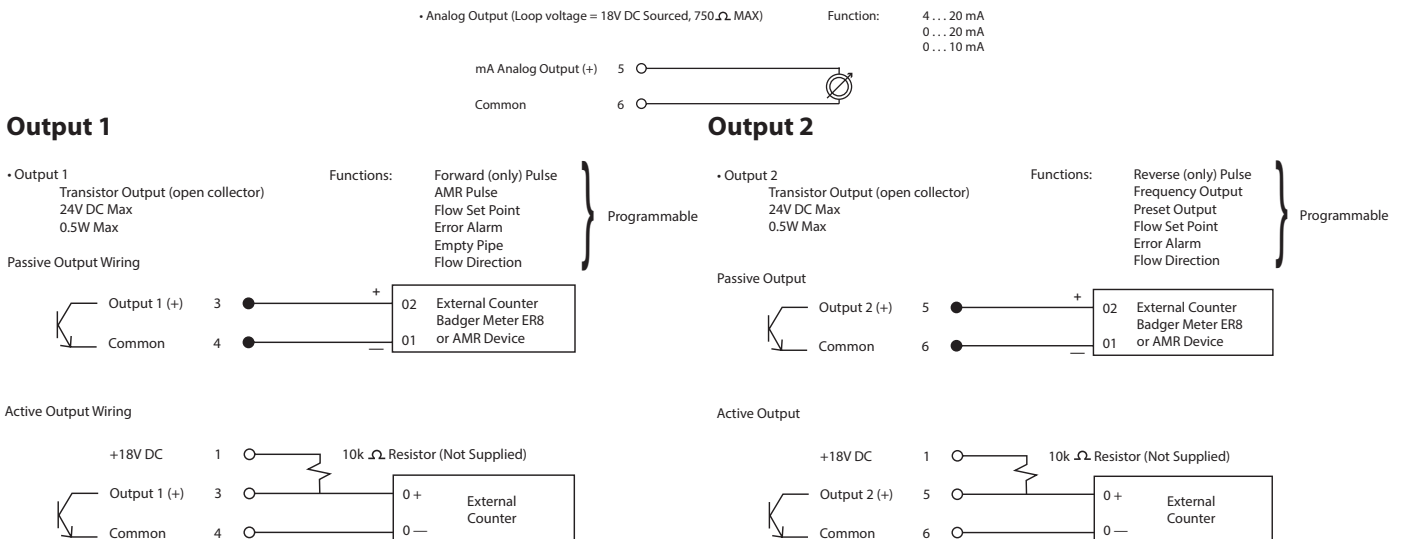 • Analog Output (Loop voltage = 18V DC Sourced, 750 Ω MAX) Function: 4 . . . 20 mA
0 . . . 20 mA
0 . . . 10 mA
mA Analog Output (+) 5
Common 6
Output 1
• Output 1 Functions: Forward (only) Pulse
Transistor Output (open collector) AMR Pulse
24V DC Max Flow Set Point
0.5W Max Error Alarm
Empty Pipe
Flow Direction
Programmable
Passive Output Wiring
Output 1 (+) 3 + 02 External Counter
Badger Meter ER8
Common 4 — 01 or AMR Device
Active Output Wiring
+18V DC 1 10k Ω Resistor (Not Supplied)
Output 1 (+) 3 0 + External
Counter
Common 4 0 —
Output 2
• Output 2 Functions: Reverse (only) Pulse
Transistor Output (open collector) Frequency Output
24V DC Max Preset Output
0.5W Max Flow Set Point
Error Alarm
Flow Direction
Programmable
Passive Output
Output 2 (+) 5 + 02 External Counter
Badger Meter ER8
Common 6 — 01 or AMR Device
Active Output
+18V DC 1 10k Ω Resistor (Not Supplied)
Output 2 (+) 5 0 + External
Counter
Common 6 0 —